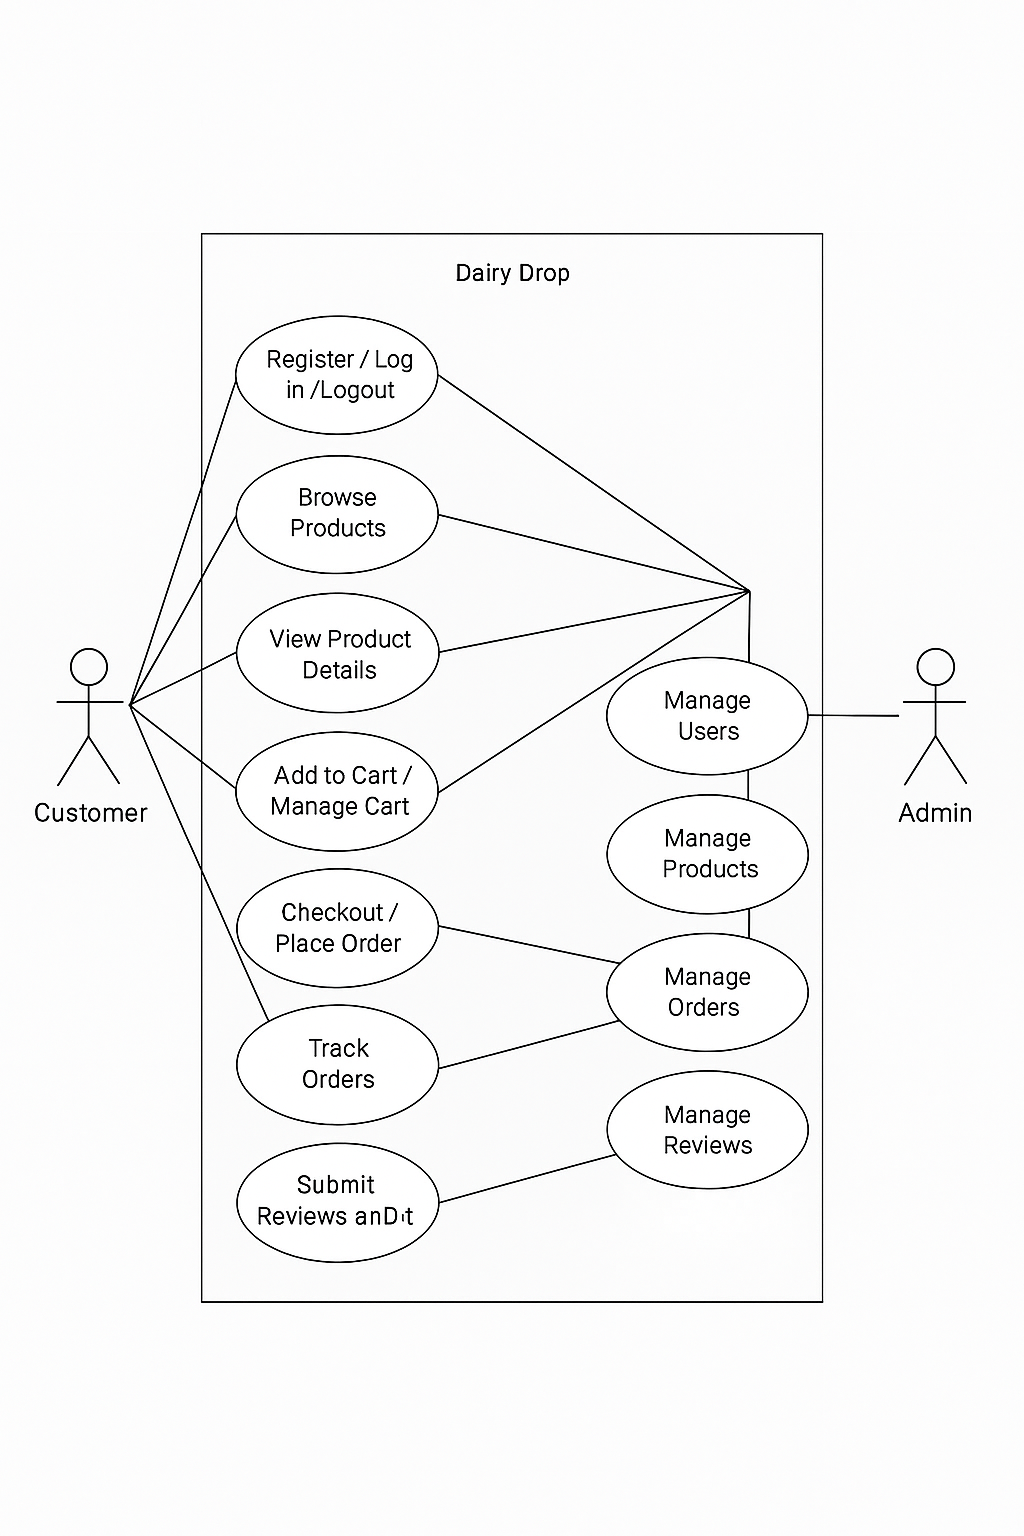 Dairy Drop
Register / Log
in /Logout
Browse
Products
View Product
Details
Add to Cart /
Manage Cart
Checkout /
Place Order
Track
Orders
Submit
Reviews
Manage
Users
Manage
Products
Manage
Orders
Manage
Reviews
Customer
Admin